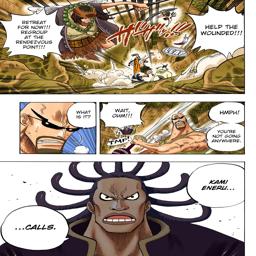 RETREAT
FOR NOW!!!
REGROUP
AT THE
RENDEZVOUS
POINT!!!
HELP THE
WOUNDED!!!
WHAT
IS IT?
WAIT,
OHM!!!
HMPH!
YOU'RE
NOT GOING
ANYWHERE.
TMP!
KAMI
ENERU...
...CALLS.